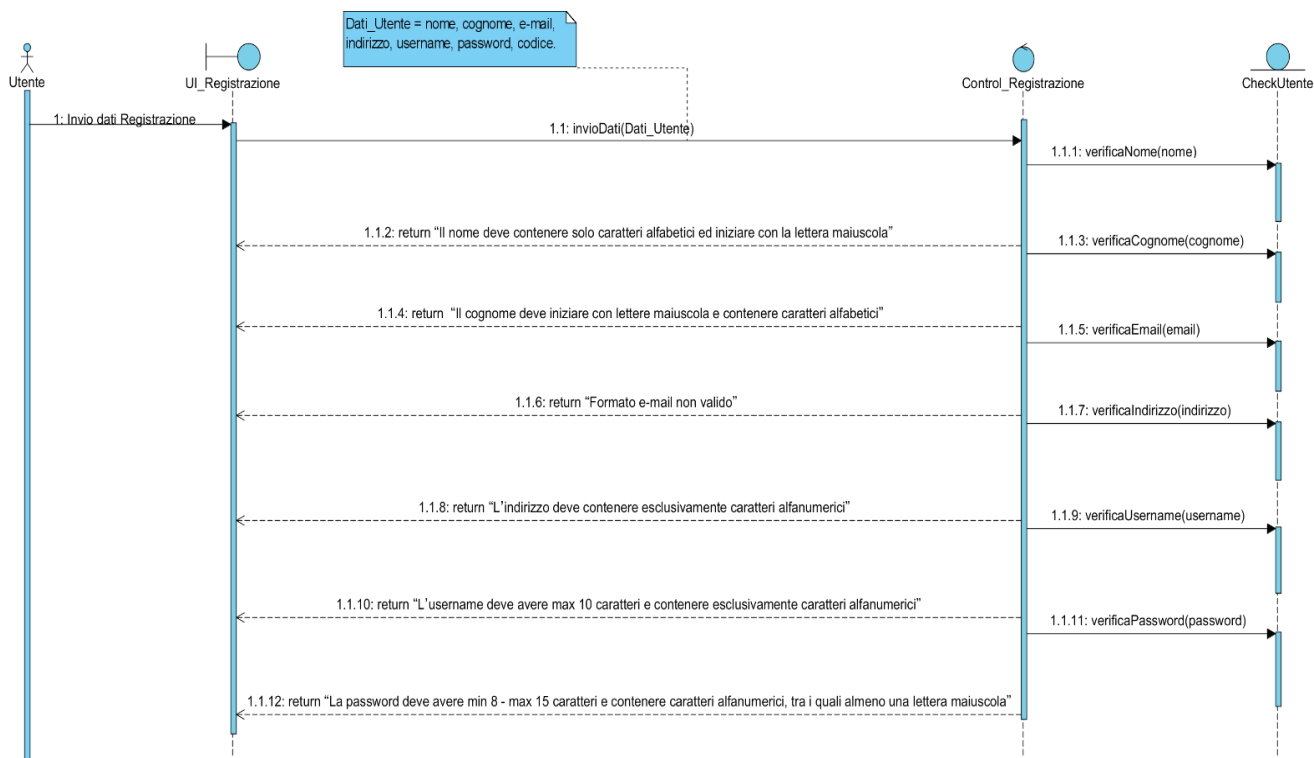 Dati_Utente = nome, cognome, e-mail,
indirizzo, username, password, codice.
Utente
UI_Registrazione
Control_Registrazione
CheckUtente
1: Invio dati Registrazione
1.1: invioDati(Dati_Utente)
1.1.1: verificaNome(nome)
1.1.2: return “Il nome deve contenere solo caratteri alfabetici ed iniziare con la lettera maiuscola”
1.1.3: verificaCognome(cognome)
1.1.4: return “Il cognome deve iniziare con lettere maiuscola e contenere caratteri alfabetici”
1.1.5: verificaEmail(email)
1.1.6: return “Formato e-mail non valido”
1.1.7: verificaIndirizzo(indirizzo)
1.1.8: return “L’indirizzo deve contenere esclusivamente caratteri alfanumerici”
1.1.9: verificaUsername(username)
1.1.10: return “L’username deve avere max 10 caratteri e contenere esclusivamente caratteri alfanumerici”
1.1.11: verificaPassword(password)
1.1.12: return “La password deve avere min 8 - max 15 caratteri e contenere caratteri alfanumerici, tra i quali almeno una lettera maiuscola”